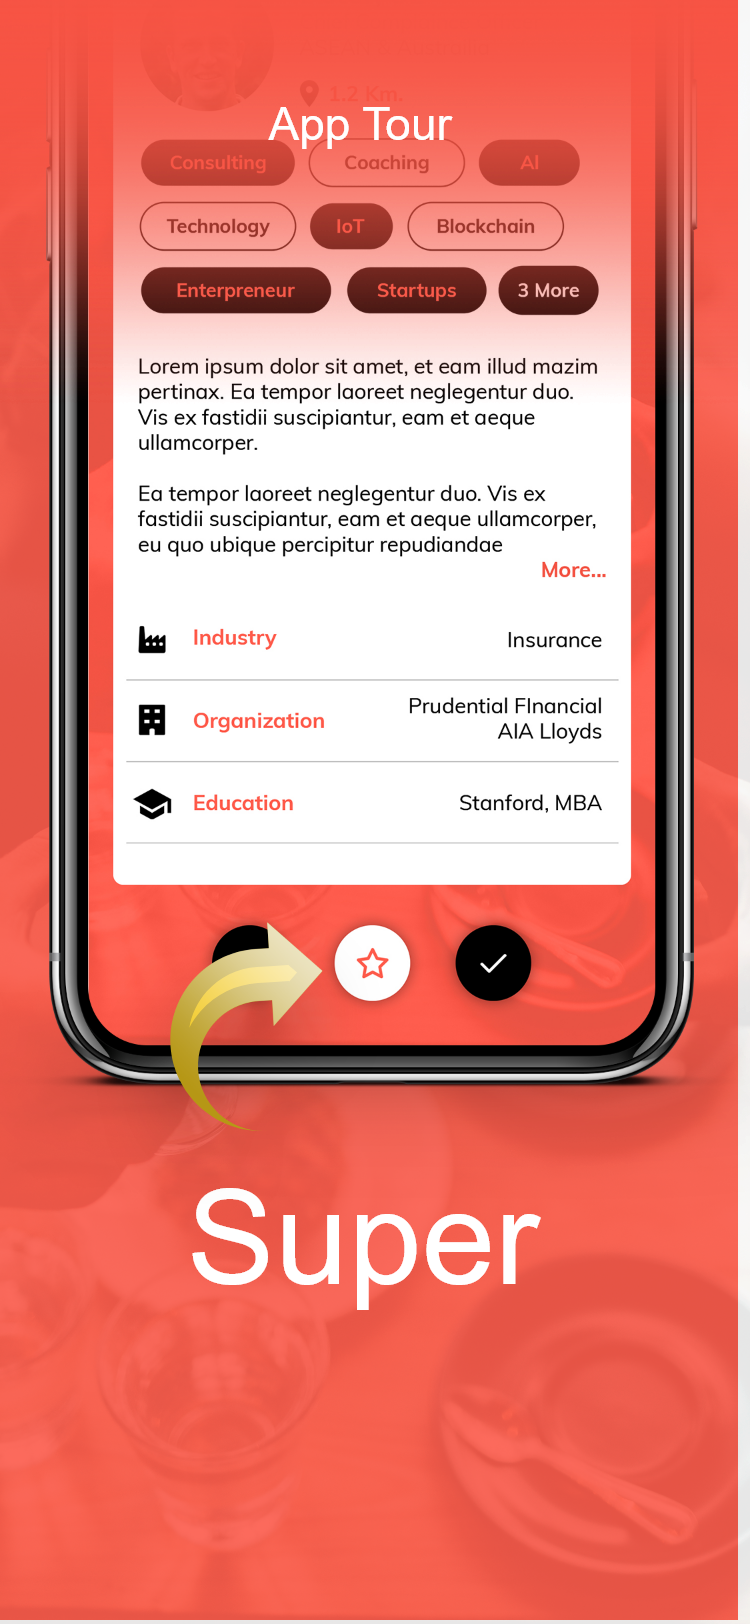 1.2 Km.
App Tour
Consulting Coaching AI
Technology IoT Blockchain
Enterpreneur Startups 3 More
Lorem ipsum dolor sit amet, et eam illud mazim
pertinax. Ea tempor laoreet neglegentur duo.
Vis ex fastidii suscipiantur, eam et aeque
ullamcorper.
Ea tempor laoreet neglegentur duo. Vis ex
fastidii suscipiantur, eam et aeque ullamcorper,
eu quo ubique percipitur repudiandae
More...
Industry Insurance
Organization Prudential FInancial
AIA Lloyds
Education Stanford, MBA
Super